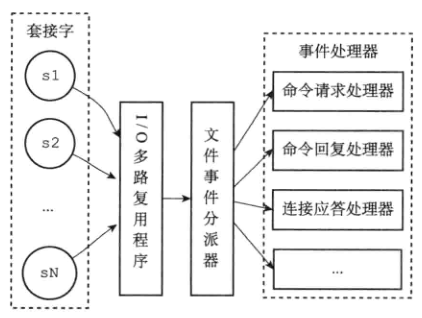 套接字
s1
s2
...
sN
I/O多路复用程序
文件事件分派器
事件处理器
命令请求处理器
命令回复处理器
连接应答处理器
...